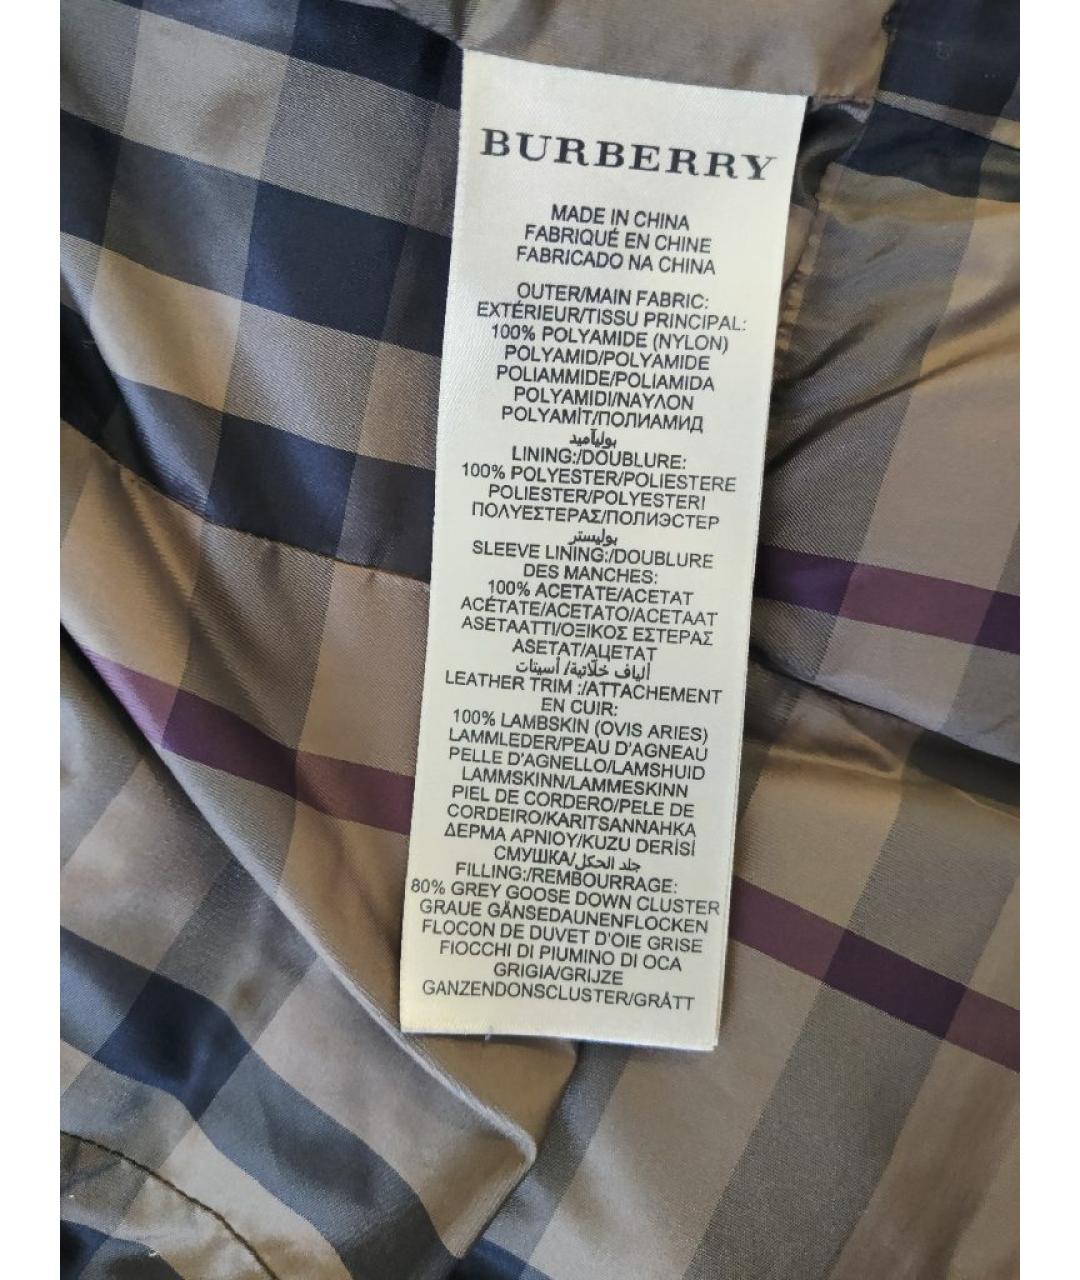 BURBERRY
MADE IN CHINA
FABRIQUÉ EN CHINE
FABRICADO NA CHINA
OUTER/MAIN FABRIC:
EXTÉRIEUR/TISSU PRINCIPAL:
100% POLYAMIDE (NYLON)
POLYAMID/POLYAMIDE
POLIAMMIDE/POLIAMIDA
POLYAMIDI/ΝΑΥΛΟΝ
POLYAMİT/ПОЛИАМИД
بوليآميد
LINING:/DOUBLURE:
100% POLYESTER/POLIESTERE
POLIESTER/POLYESTERI
ΠΟΛΥΕΣΤΕΡΑΣ/ПОЛИЭСТЕР
بوليستر
SLEEVE LINING:/DOUBLURE
DES MANCHES:
100% ACETATE/ACETAT
ACÉTATE/ACETATO/ACETAAT
ASETAATTI/ΟΞΙΚΟΣ ΕΣΤΕΡΑΣ
ASETAT/АЦЕТАТ
ألياف خلّاتية/ أسيتات
LEATHER TRIM :/ATTACHEMENT
EN CUIR:
100% LAMBSKIN (OVIS ARIES)
LAMMLEDER/PEAU D'AGNEAU
PELLE D'AGNELLO/LAMSHUID
LAMMSKINN/LAMMESKINN
PIEL DE CORDERO/PELE DE
CORDEIRO/KARITSANNAHKA
ΔΕΡΜΑ ΑΡΝΙΟΥ/KUZU DERİSİ
СМУШКА/جلد الحكل
FILLING:/REMBOURRAGE:
80% GREY GOOSE DOWN CLUSTER
GRAUE GÄNSEDAUNENFLOCKEN
FLOCON DE DUVET D'OIE GRISE
FIOCCHI DI PIUMINO DI OCA
GRIGIA/GRIJZE
GANZENDONSCLUSTER/GRÅTT